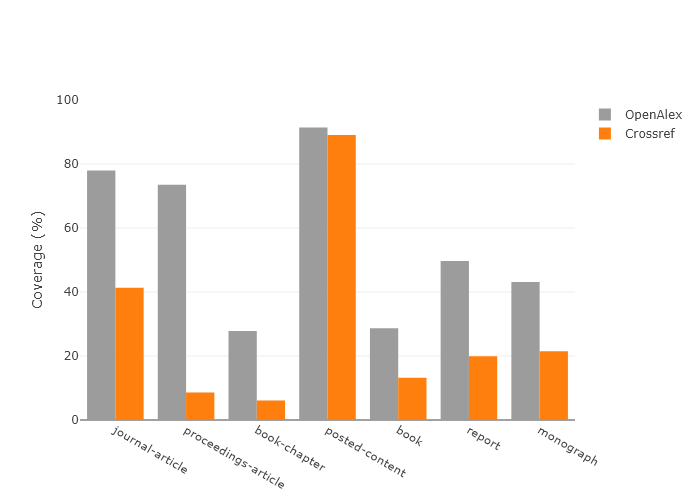 100
80
60
40
20
0
Coverage (%)
OpenAlex
Crossref
journal-article
proceedings-article
book-chapter
posted-content
book
report
monograph